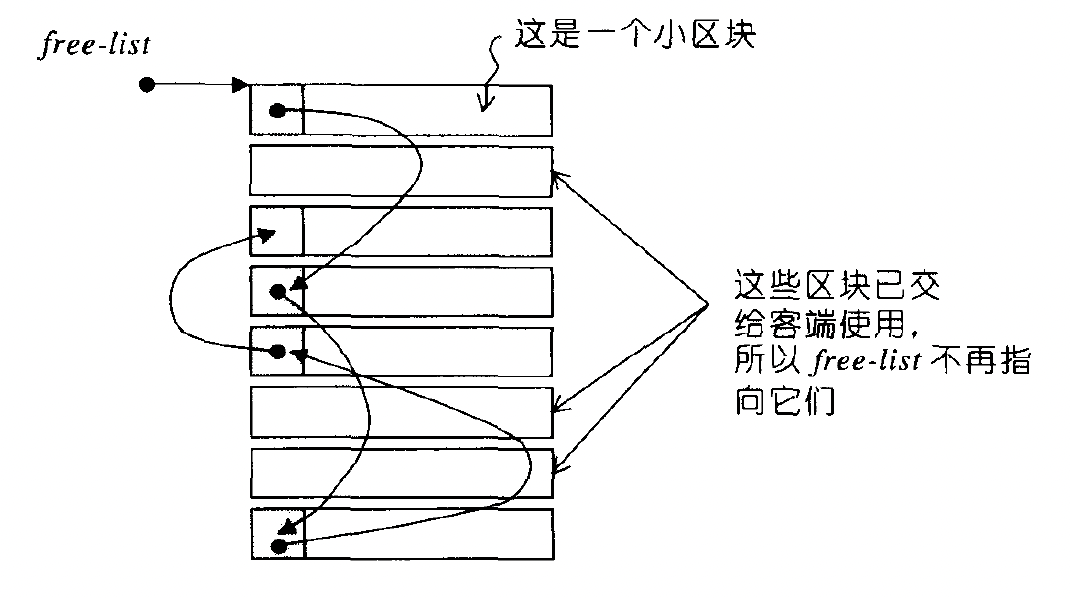 free-list
这是一个小区块
这些区块已交
给客端使用,
所以 free-list 不再指
向它们